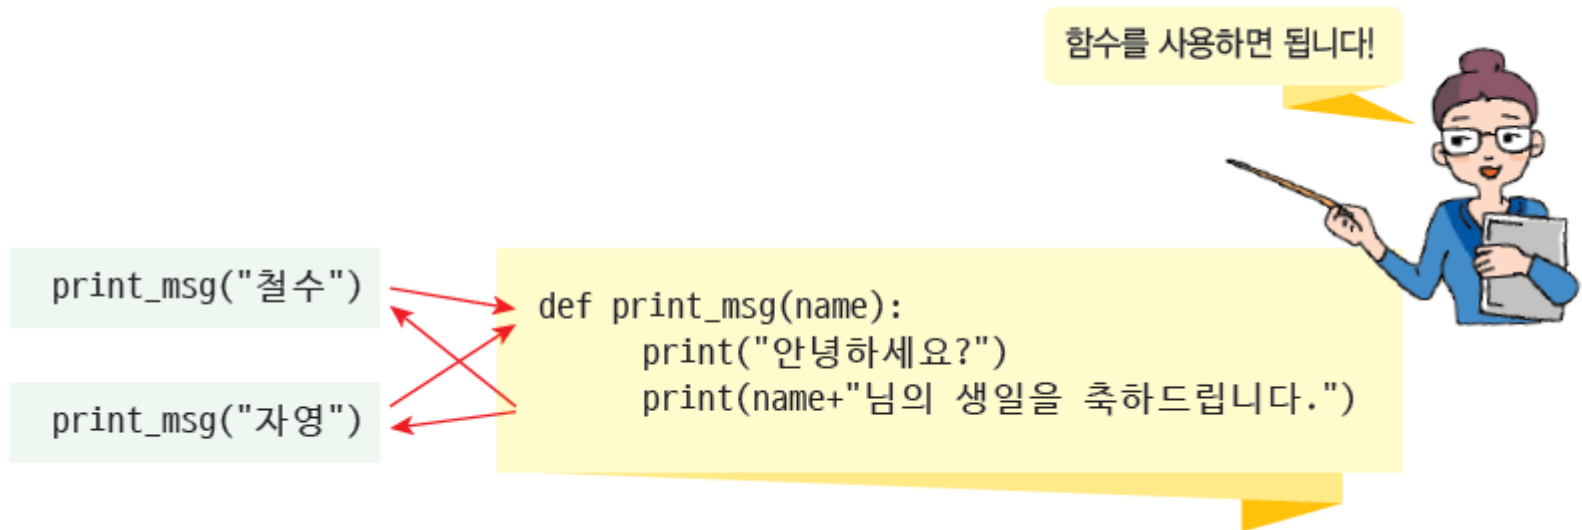 함수를 사용하면 됩니다!
print_msg("철수")
print_msg("자영")
def print_msg(name):
print("안녕하세요?")
print(name+"님의 생일을 축하드립니다.")